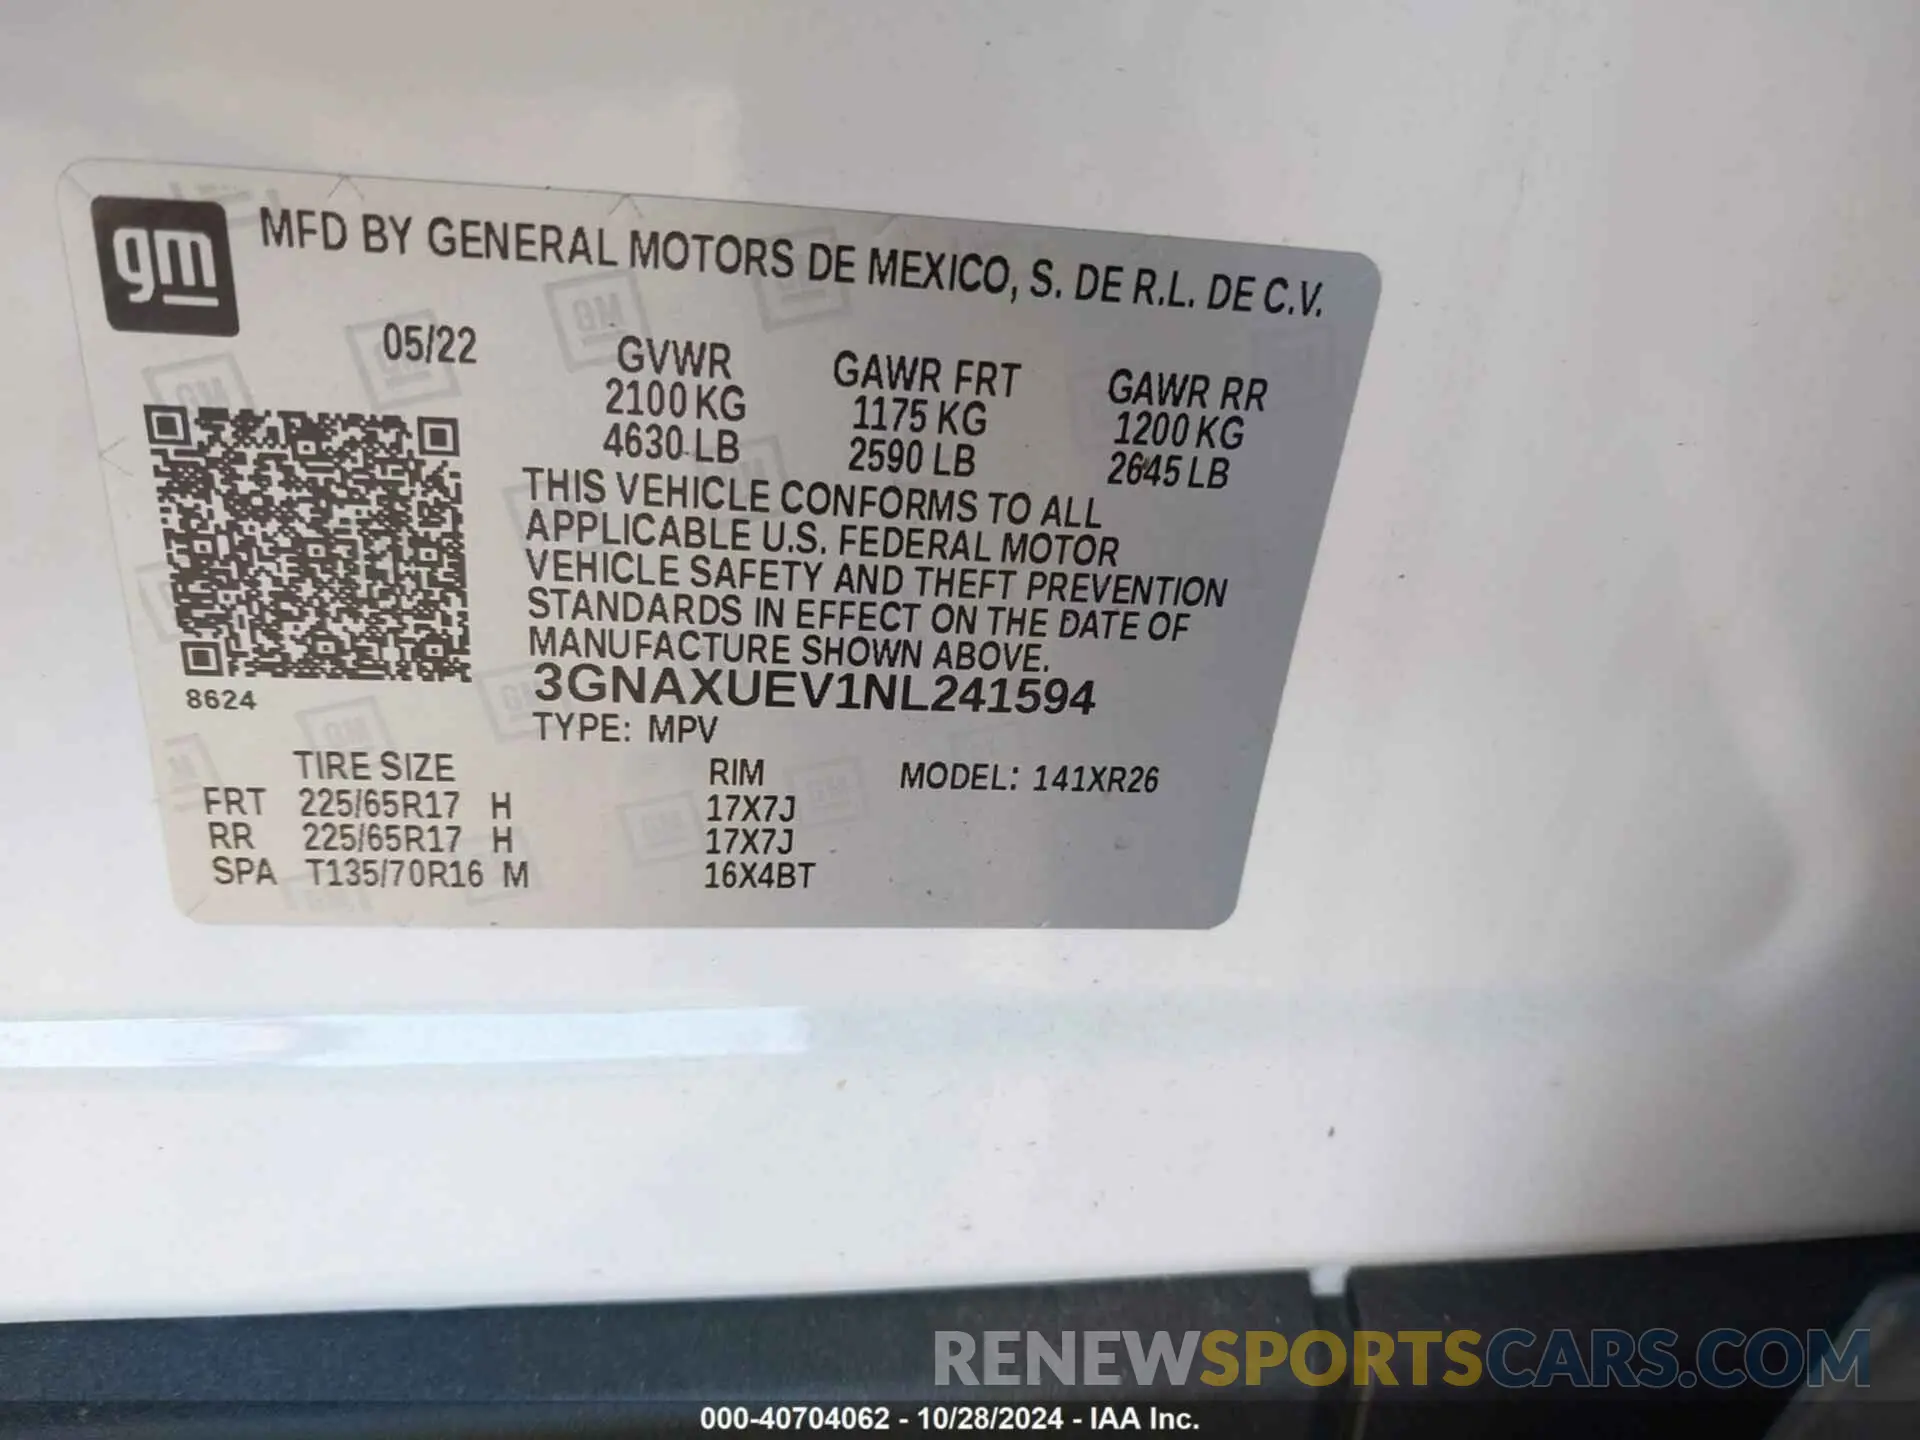 gm
MFD BY GENERAL MOTORS DE MEXICO, S. DE R.L. DE C.V.
05/22
GVWR GAWR FRT GAWR RR
2100 KG 1175 KG 1200 KG
4630 LB 2590 LB 2645 LB
THIS VEHICLE CONFORMS TO ALL
APPLICABLE U.S. FEDERAL MOTOR
VEHICLE SAFETY AND THEFT PREVENTION
STANDARDS IN EFFECT ON THE DATE OF
MANUFACTURE SHOWN ABOVE.
8624
3GNAXUEV1NL241594
TYPE: MPV
TIRE SIZE RIM MODEL: 141XR26
FRT 225/65R17 H 17X7J
RR 225/65R17 H 17X7J
SPA T135/70R16 M 16X4BT
RENEWSPORTSCARS.COM
000-40704062 - 10/28/2024 - IAA Inc.